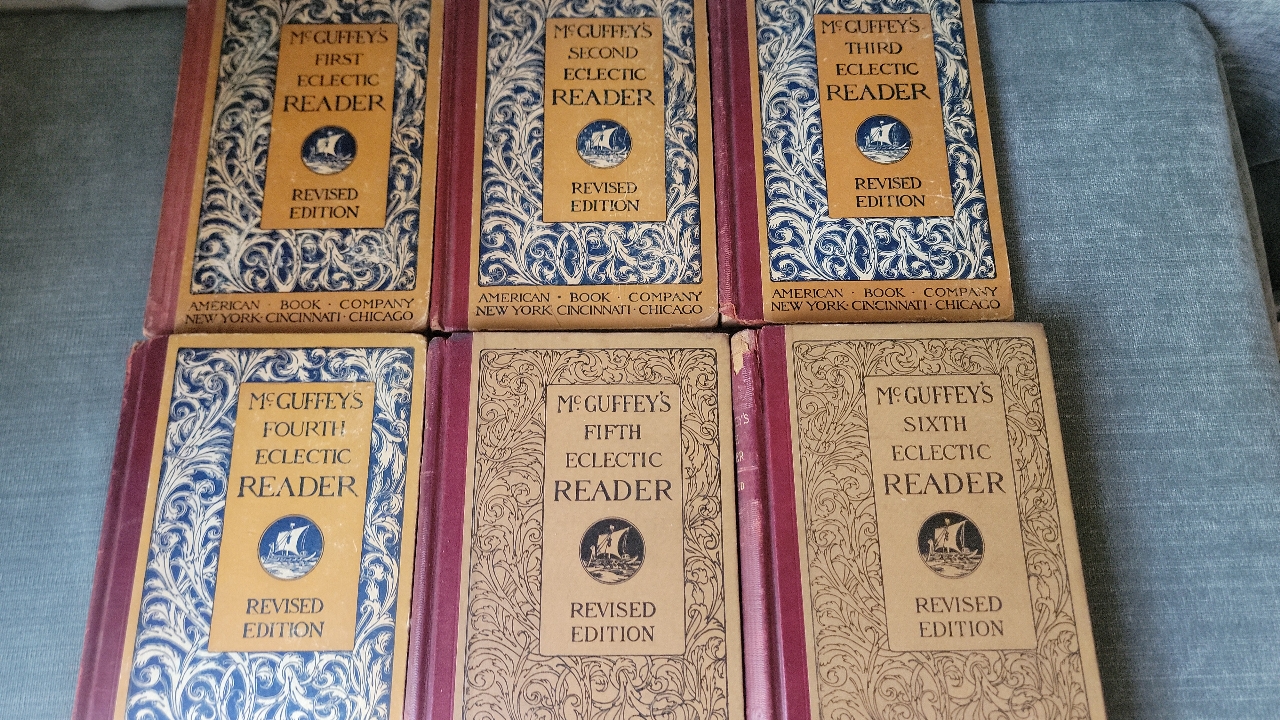 McGUFFEY'S
FIRST
ECLECTIC
READER
REVISED
EDITION
AMERICAN · BOOK · COMPANY
NEW YORK · CINCINNATI · CHICAGO
McGUFFEY'S
SECOND
ECLECTIC
READER
REVISED
EDITION
AMERICAN · BOOK · COMPANY
NEW YORK CINCINNATI · CHICAGO
McGUFFEY'S
THIRD
ECLECTIC
READER
REVISED
EDITION
AMERICAN · BOOK · COMPANY
NEW YORK · CINCINNATI · CHICAGO
McGUFFEY'S
FOURTH
ECLECTIC
READER
REVISED
EDITION
McGUFFEY'S
FIFTH
ECLECTIC
READER
REVISED
EDITION
McGUFFEY'S
SIXTH
ECLECTIC
READER
REVISED
EDITION